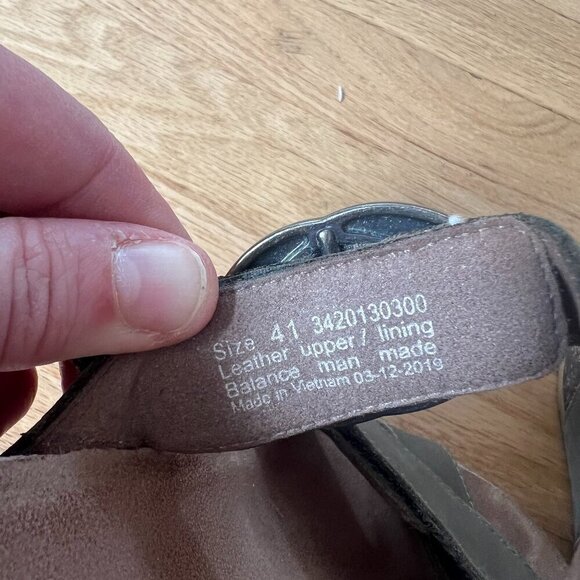 Size 41 3420130300
Leather upper/ lining
Balance man made
Made in Vietnam 03-12-2019